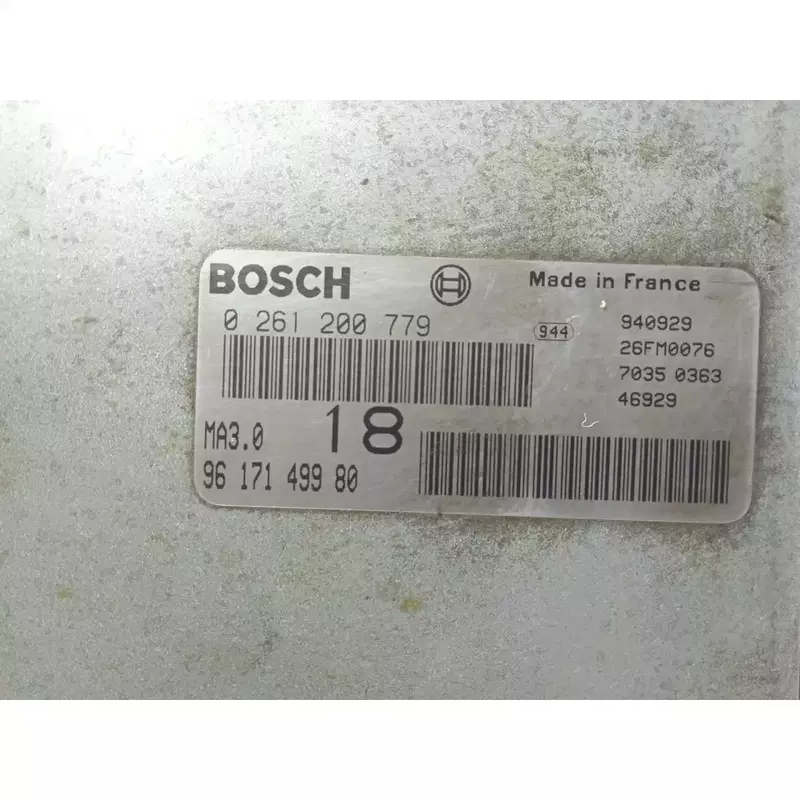 BOSCH Made in France
0 261 200 779 944 940929
26FM0076
7035 0363
46929
MA3.0 18
96 171 499 80